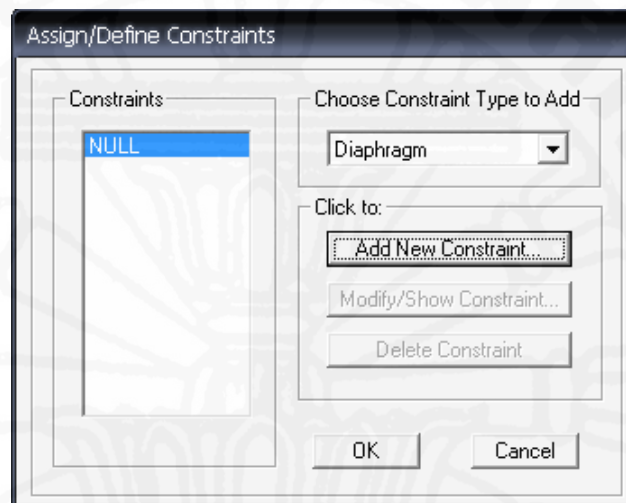 Assign/Define Constraints
Constraints
NULL
Choose Constraint Type to Add
Diaphragm
Click to:
Add New Constraint...
Modify/Show Constraint...
Delete Constraint
OK
Cancel